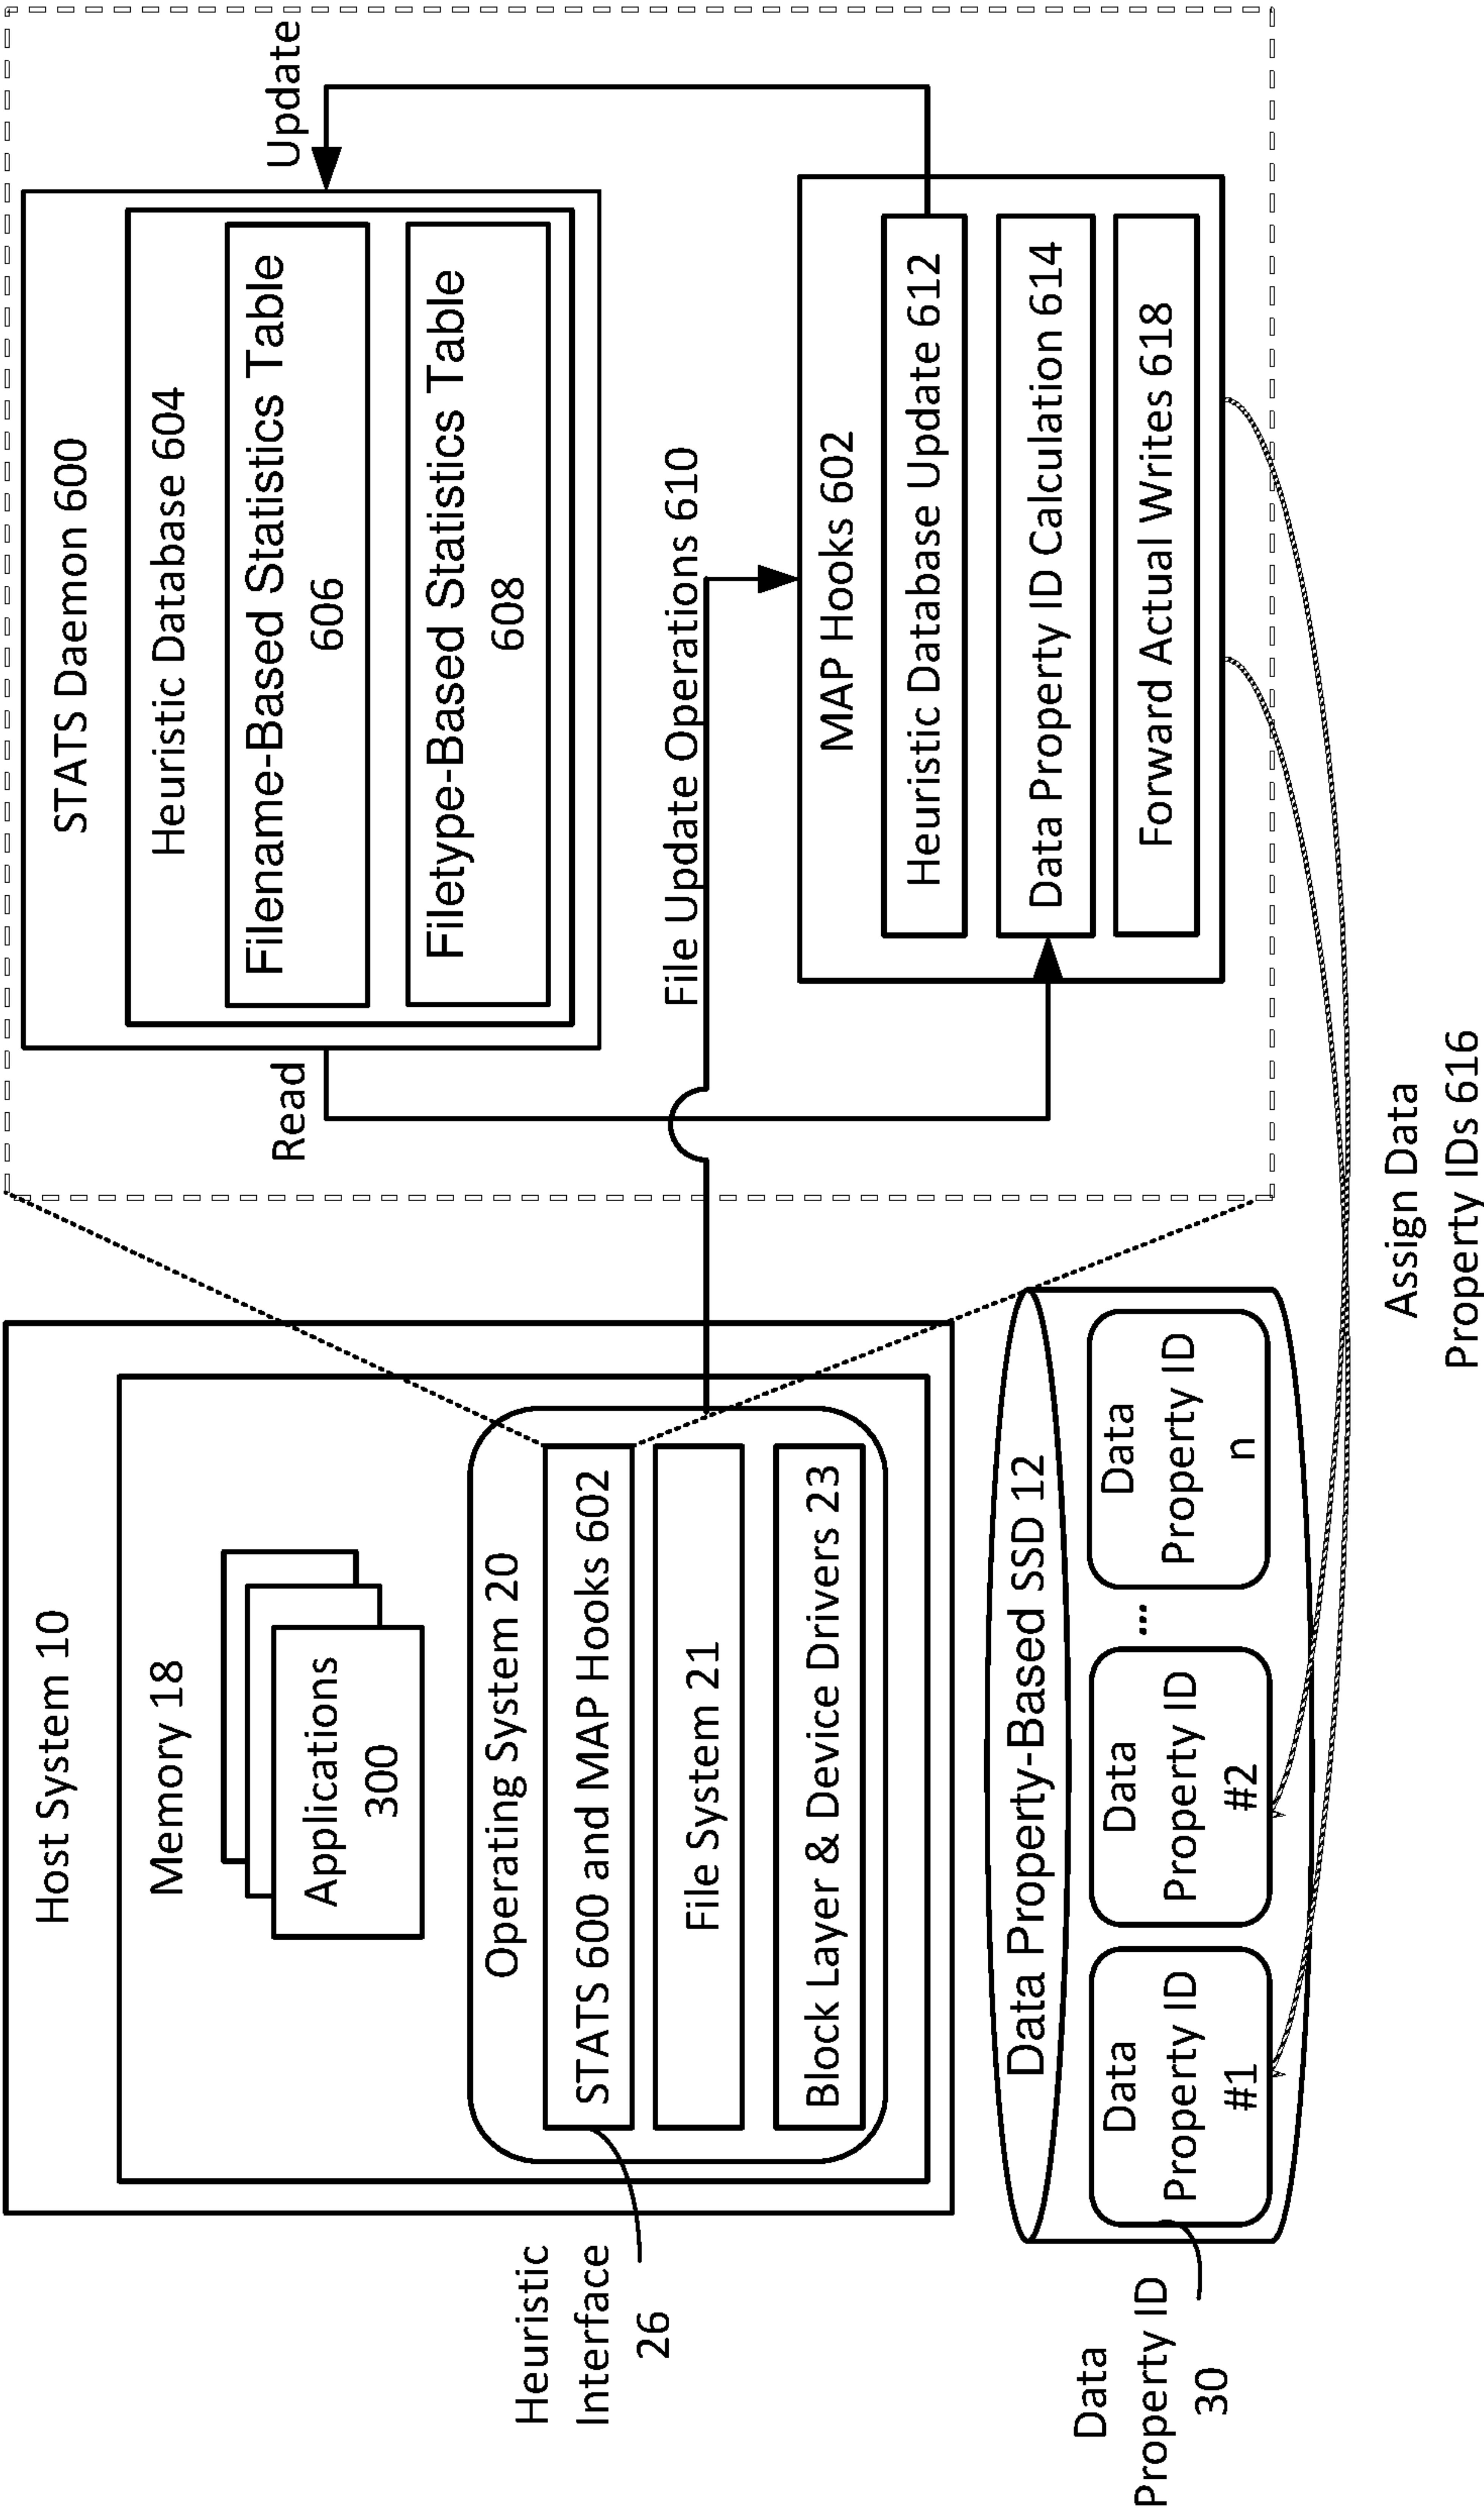 Host System 10
Memory 18
Applications
300
Operating System 20
STATS 600 and MAP Hooks 602
File System 21
Block Layer & Device Drivers 23
Heuristic
Interface
26
Data Property-Based SSD 12
Data
Property ID
#1
Data
Property ID
#2
...
Data
Property ID
n
Data
Property ID
30
STATS Daemon 600
Heuristic Database 604
Filename-Based Statistics Table
606
Filetype-Based Statistics Table
608
Read
Update
File Update Operations 610
MAP Hooks 602
Heuristic Database Update 612
Data Property ID Calculation 614
Forward Actual Writes 618
Assign Data
Property IDs 616